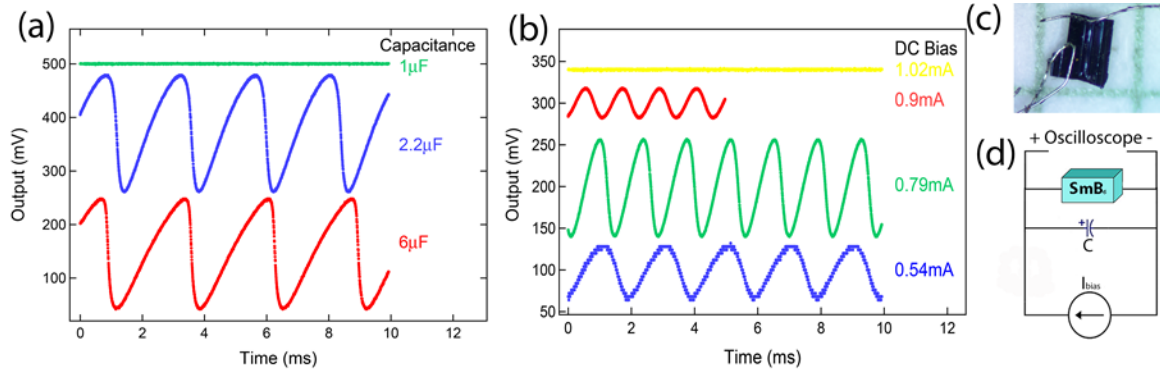 (a)
Capacitance
1μF
2.2μF
6μF
500
400
300
200
100
Output (mV)
0 2 4 6 8 10 12
Time (ms)
(b)
DC Bias
1.02mA
0.9mA
0.79mA
0.54mA
350
300
250
200
150
100
50
Output (mV)
0 2 4 6 8 10 12
Time (ms)
(c)
(d)
+ Oscilloscope -
SmB₆
+
C
Ibias